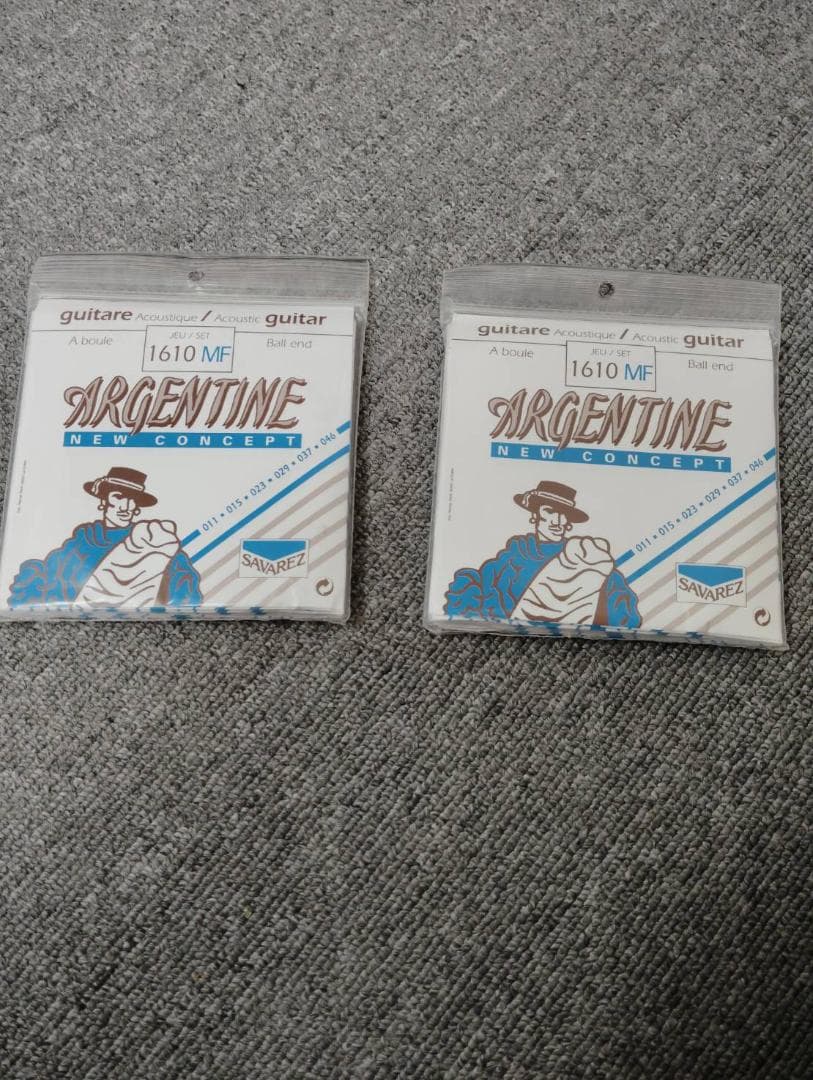 guitare Acoustique / Acoustic guitar
A boule
JEU / SET
1610 MF
Ball end
ARGENTINE
NEW CONCEPT
011 • 015 • 023 • 029 • 037 • 046
SAVAREZ
guitare Acoustique / Acoustic guitar
A boule
JEU / SET
1610 MF
Ball end
ARGENTINE
NEW CONCEPT
011 • 015 • 023 • 029 • 037 • 046
SAVAREZ